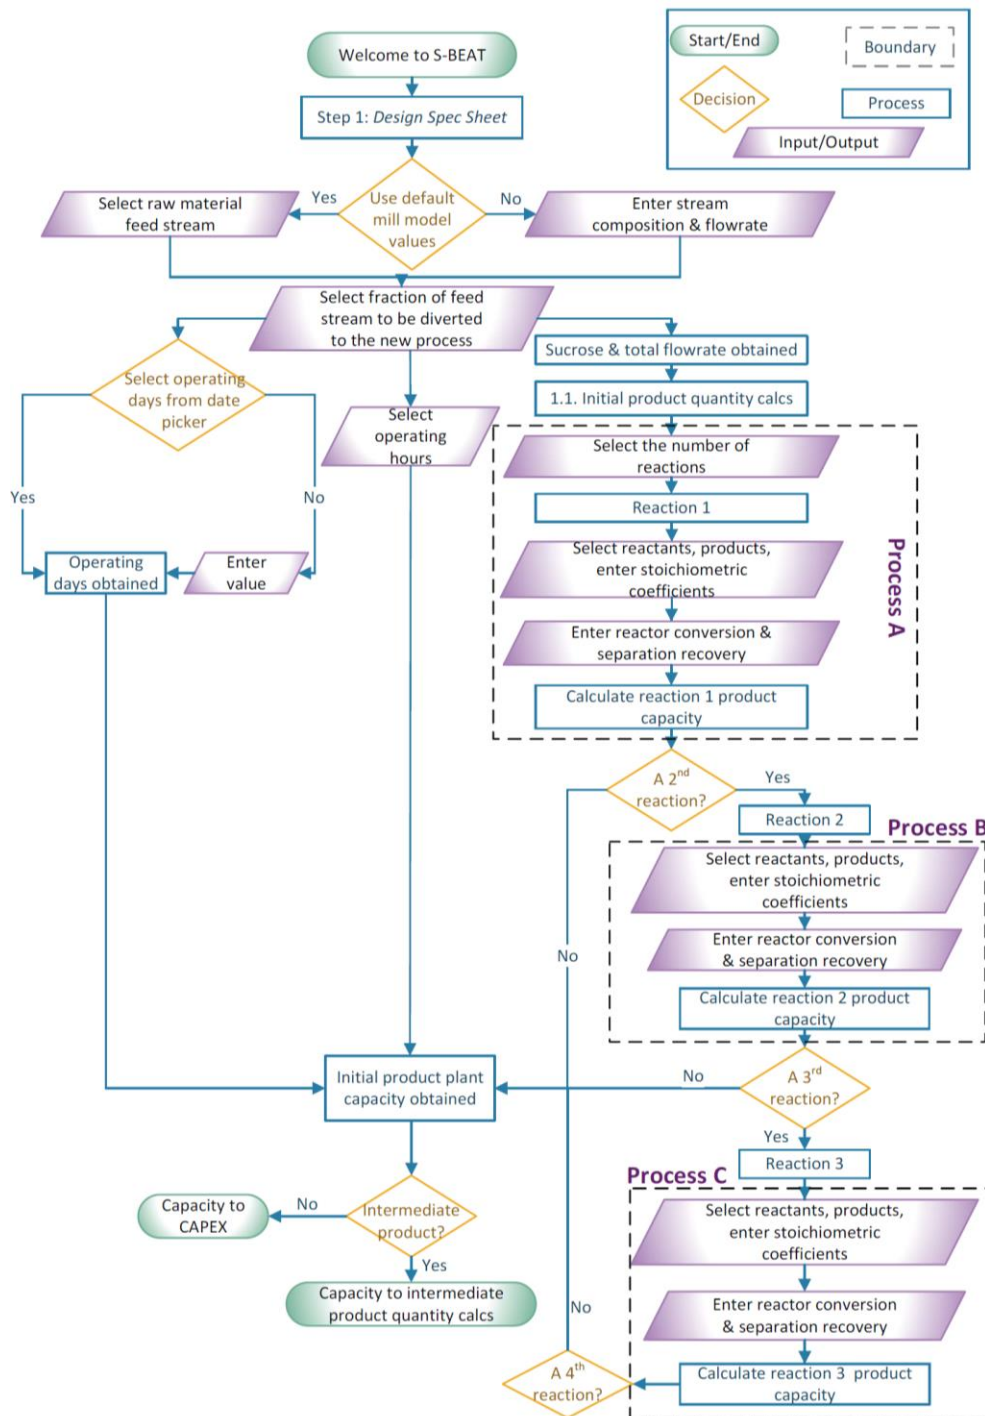 Welcome to S-BEAT
Start/End
Boundary
Decision
Process
Input/Output
Step 1: Design Spec Sheet
Use default
mill model
values
Yes
No
Select raw material
feed stream
Enter stream
composition & flowrate
Select fraction of feed
stream to be diverted
to the new process
Select operating
days from date
picker
Yes
No
Operating
days obtained
Enter
value
Select
operating
hours
Sucrose & total flowrate obtained
1.1. Initial product quantity calcs
Process A
Select the number of
reactions
Reaction 1
Select reactants, products,
enter stoichiometric
coefficients
Enter reactor conversion &
separation recovery
Calculate reaction 1 product
capacity
A 2nd
reaction?
Yes
No
Reaction 2
Process B
Select reactants, products,
enter stoichiometric
coefficients
Enter reactor conversion
& separation recovery
Calculate reaction 2 product
capacity
A 3rd
reaction?
No
Yes
Reaction 3
Process C
Select reactants, products,
enter stoichiometric
coefficients
Enter reactor conversion
& separation recovery
Calculate reaction 3 product
capacity
A 4th
reaction?
No
Initial product plant
capacity obtained
Intermediate
product?
No
Yes
Capacity to
CAPEX
Capacity to intermediate
product quantity calcs